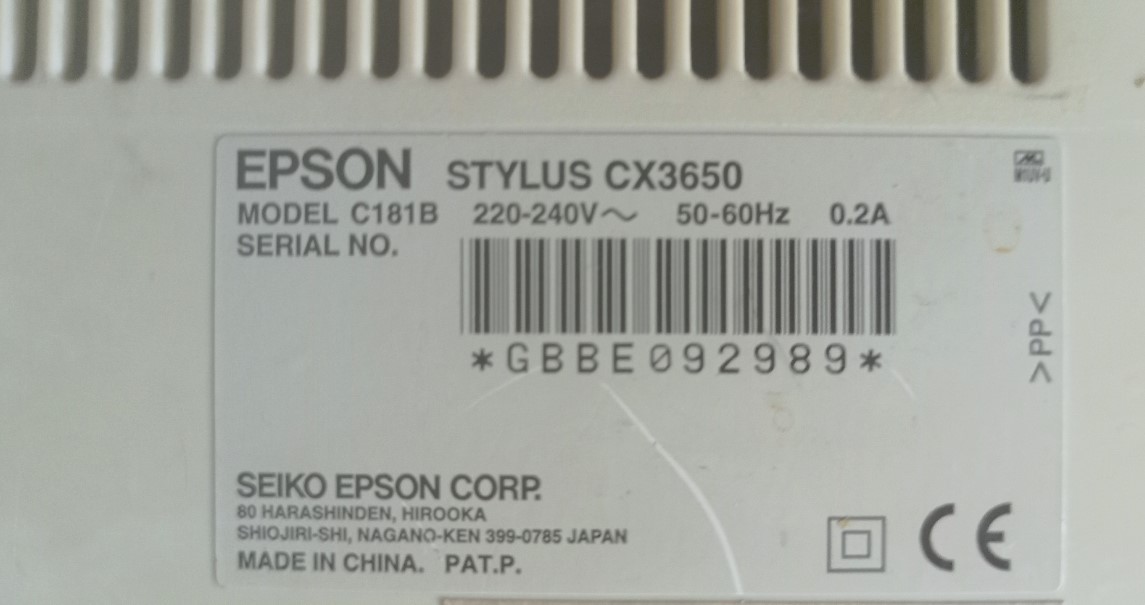 EPSON STYLUS CX3650
MODEL C181B 220-240V～ 50-60Hz 0.2A
SERIAL NO.
*GBBE092989*
>PP<
SEIKO EPSON CORP.
80 HARASHINDEN, HIROOKA
SHIOJIRI-SHI, NAGANO-KEN 399-0785 JAPAN
MADE IN CHINA. PAT.P.
CE